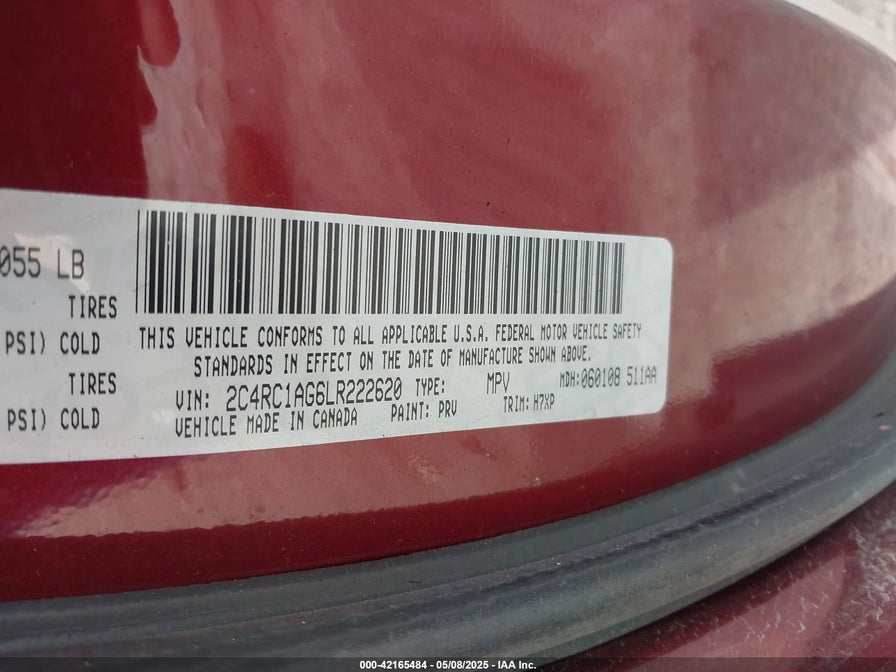 055 LB
TIRES
PSI) COLD
TIRES
PSI) COLD
THIS VEHICLE CONFORMS TO ALL APPLICABLE U.S.A. FEDERAL MOTOR VEHICLE SAFETY
STANDARDS IN EFFECT ON THE DATE OF MANUFACTURE SHOWN ABOVE.
VIN: 2C4RC1AG6LR222620 TYPE: MPV MDH:060108 511AA
VEHICLE MADE IN CANADA PAINT: PRV TRIM: H7XP
000-42165484 - 05/08/2025 - IAA Inc.